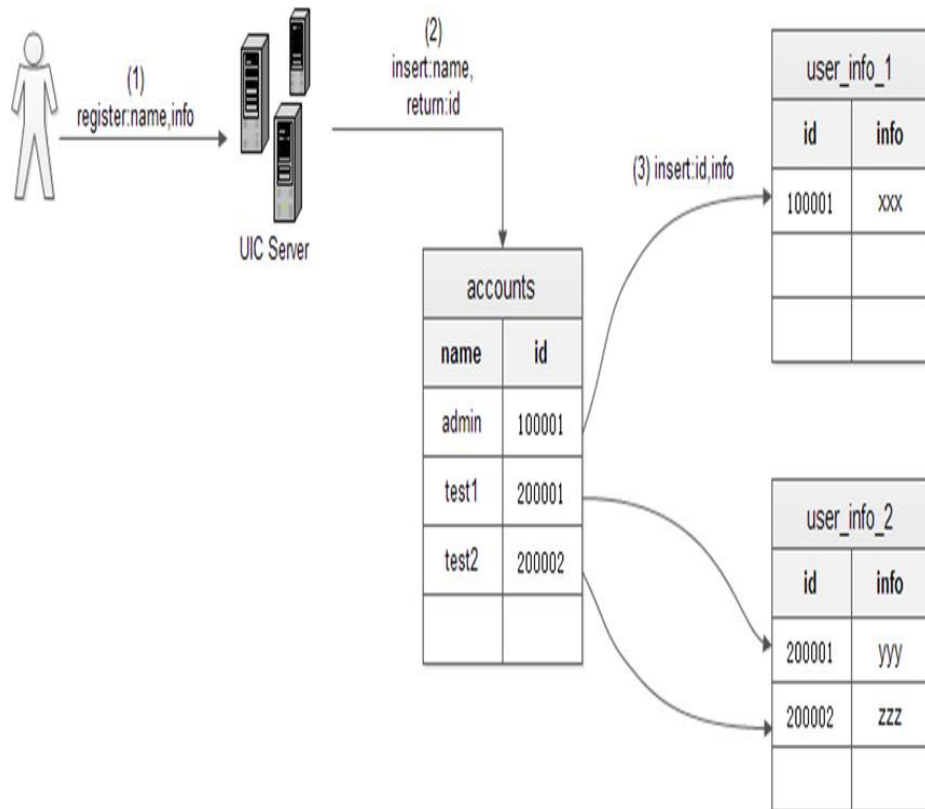 (1)
register:name,info
UIC Server
(2)
insert:name,
return:id
accounts
name id
admin 100001
test1 200001
test2 200002
(3) insert:id,info
user_info_1
id info
100001 xxx
user_info_2
id info
200001 yyy
200002 zzz